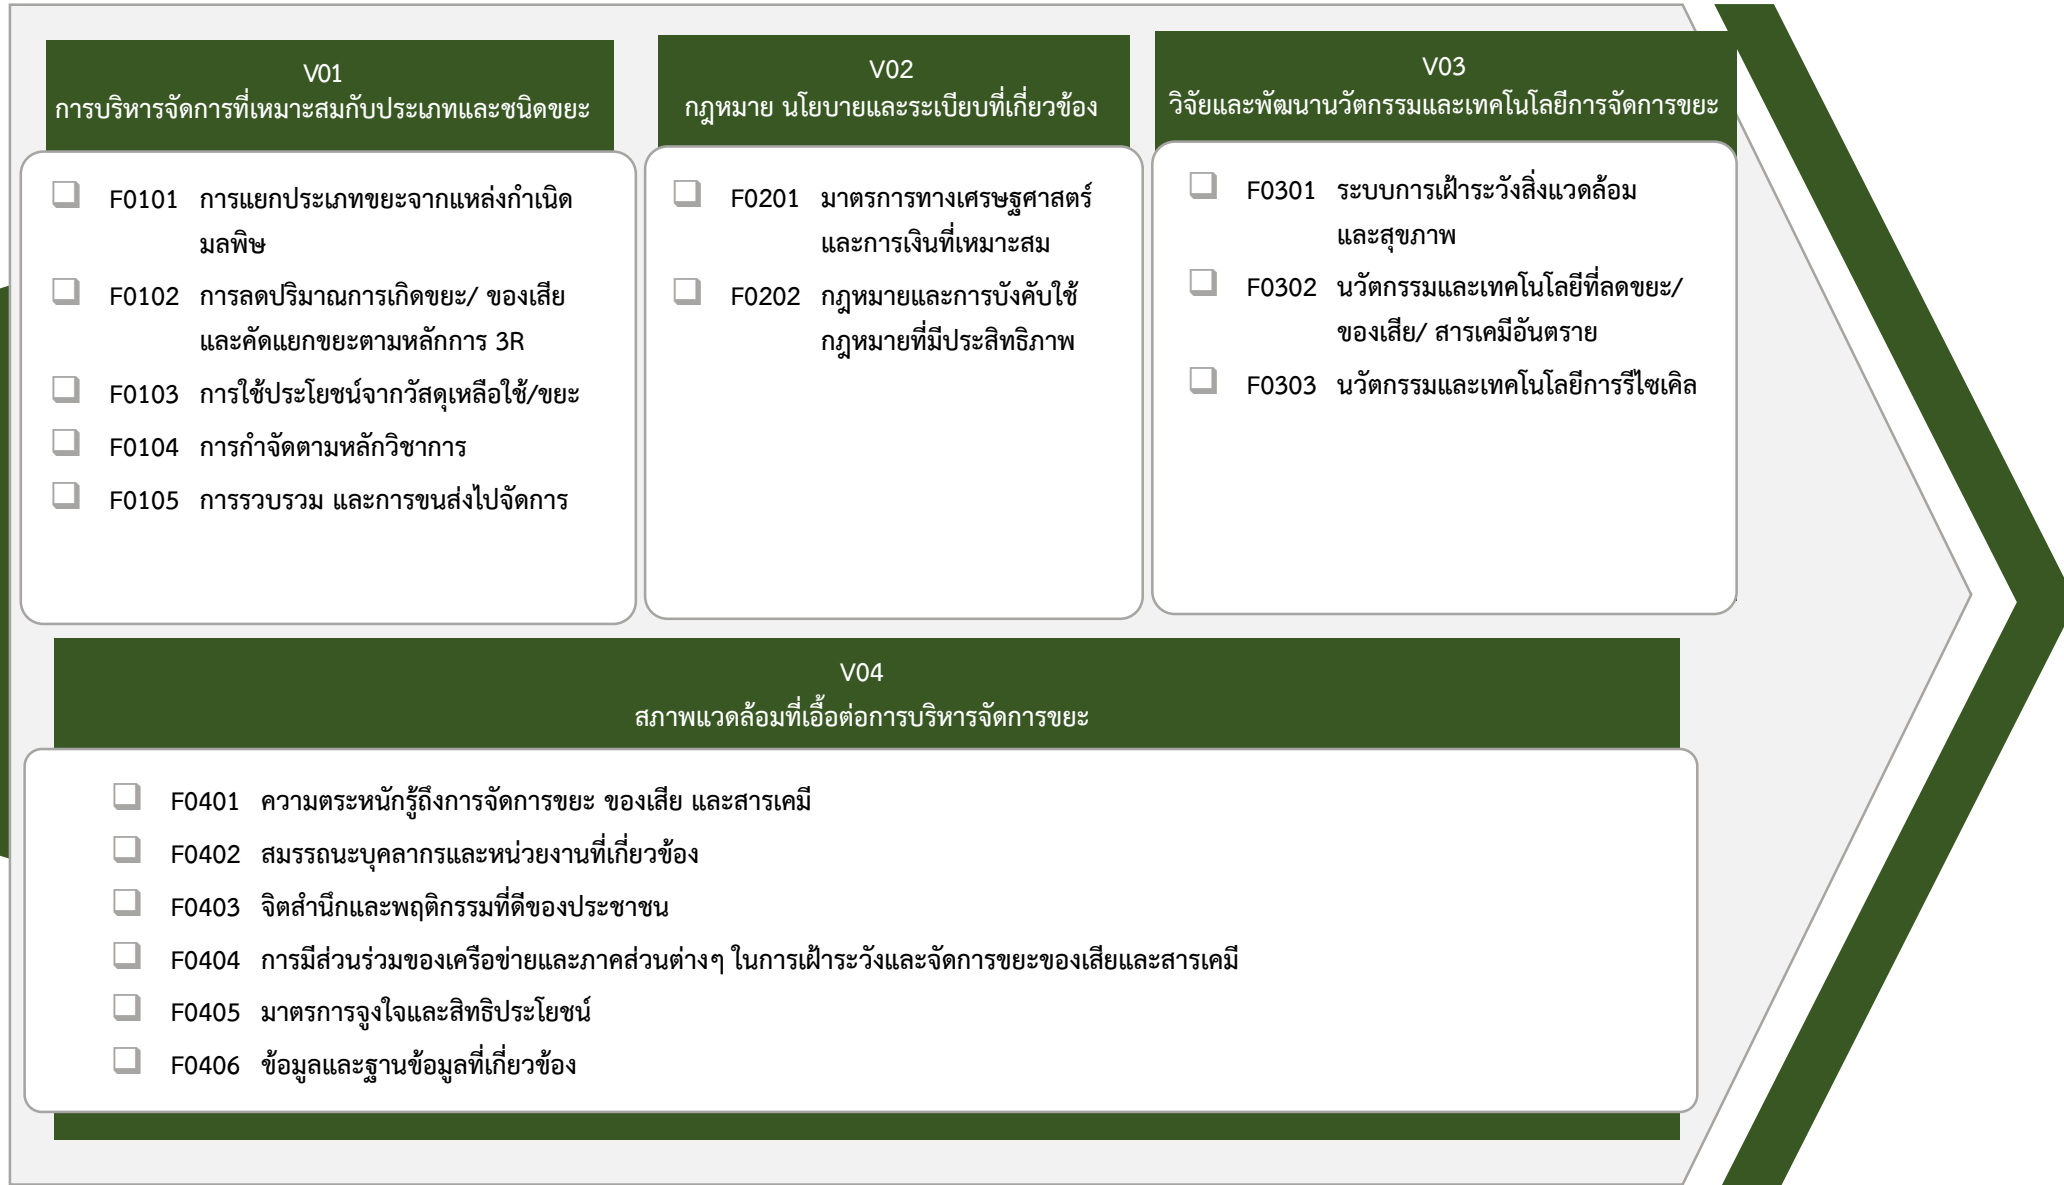 V01
การบริหารจัดการที่เหมาะสมกับประเภทและชนิดขยะ
F0101 การแยกประเภทขยะจากแหล่งกำเนิด
มลพิษ
F0102 การลดปริมาณการเกิดขยะ/ ของเสีย
และคัดแยกขยะตามหลักการ 3R
F0103 การใช้ประโยชน์จากวัสดุเหลือใช้/ขยะ
F0104 การกำจัดตามหลักวิชาการ
F0105 การรวบรวม และการขนส่งไปจัดการ
V02
กฎหมาย นโยบายและระเบียบที่เกี่ยวข้อง
F0201 มาตรการทางเศรษฐศาสตร์
และการเงินที่เหมาะสม
F0202 กฎหมายและการบังคับใช้
กฎหมายที่มีประสิทธิภาพ
V03
วิจัยและพัฒนานวัตกรรมและเทคโนโลยีการจัดการขยะ
F0301 ระบบการเฝ้าระวังสิ่งแวดล้อม
และสุขภาพ
F0302 นวัตกรรมและเทคโนโลยีที่ลดขยะ/
ของเสีย/ สารเคมีอันตราย
F0303 นวัตกรรมและเทคโนโลยีการรีไซเคิล
V04
สภาพแวดล้อมที่เอื้อต่อการบริหารจัดการขยะ
F0401 ความตระหนักรู้ถึงการจัดการขยะ ของเสีย และสารเคมี
F0402 สมรรถนะบุคลากรและหน่วยงานที่เกี่ยวข้อง
F0403 จิตสำนึกและพฤติกรรมที่ดีของประชาชน
F0404 การมีส่วนร่วมของเครือข่ายและภาคส่วนต่างๆ ในการเฝ้าระวังและจัดการขยะของเสียและสารเคมี
F0405 มาตรการจูงใจและสิทธิประโยชน์
F0406 ข้อมูลและฐานข้อมูลที่เกี่ยวข้อง